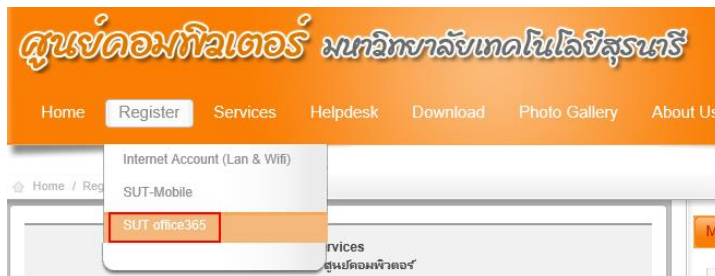 ศูนย์คอมพิวเตอร์ มหาวิทยาลัยเทคโนโลยีสุรนารี
Home Register Services Helpdesk Download Photo Gallery About Us
Internet Account (Lan & Wifi)
Home / Reg
SUT-Mobile
SUT office365
rvices
ศูนย์คอมพิวตอร์
M